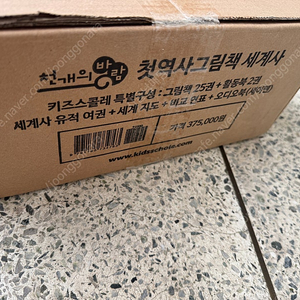 천개의바람 첫역사그림책 세계사
키즈스콜레 특별구성 : 그림책 25권 + 활동북 2권
세계사 유적 여권 + 세계 지도 + 비교 연표 + 오디오북(세이펜)
가격 375,000원
www.kidsschole.com